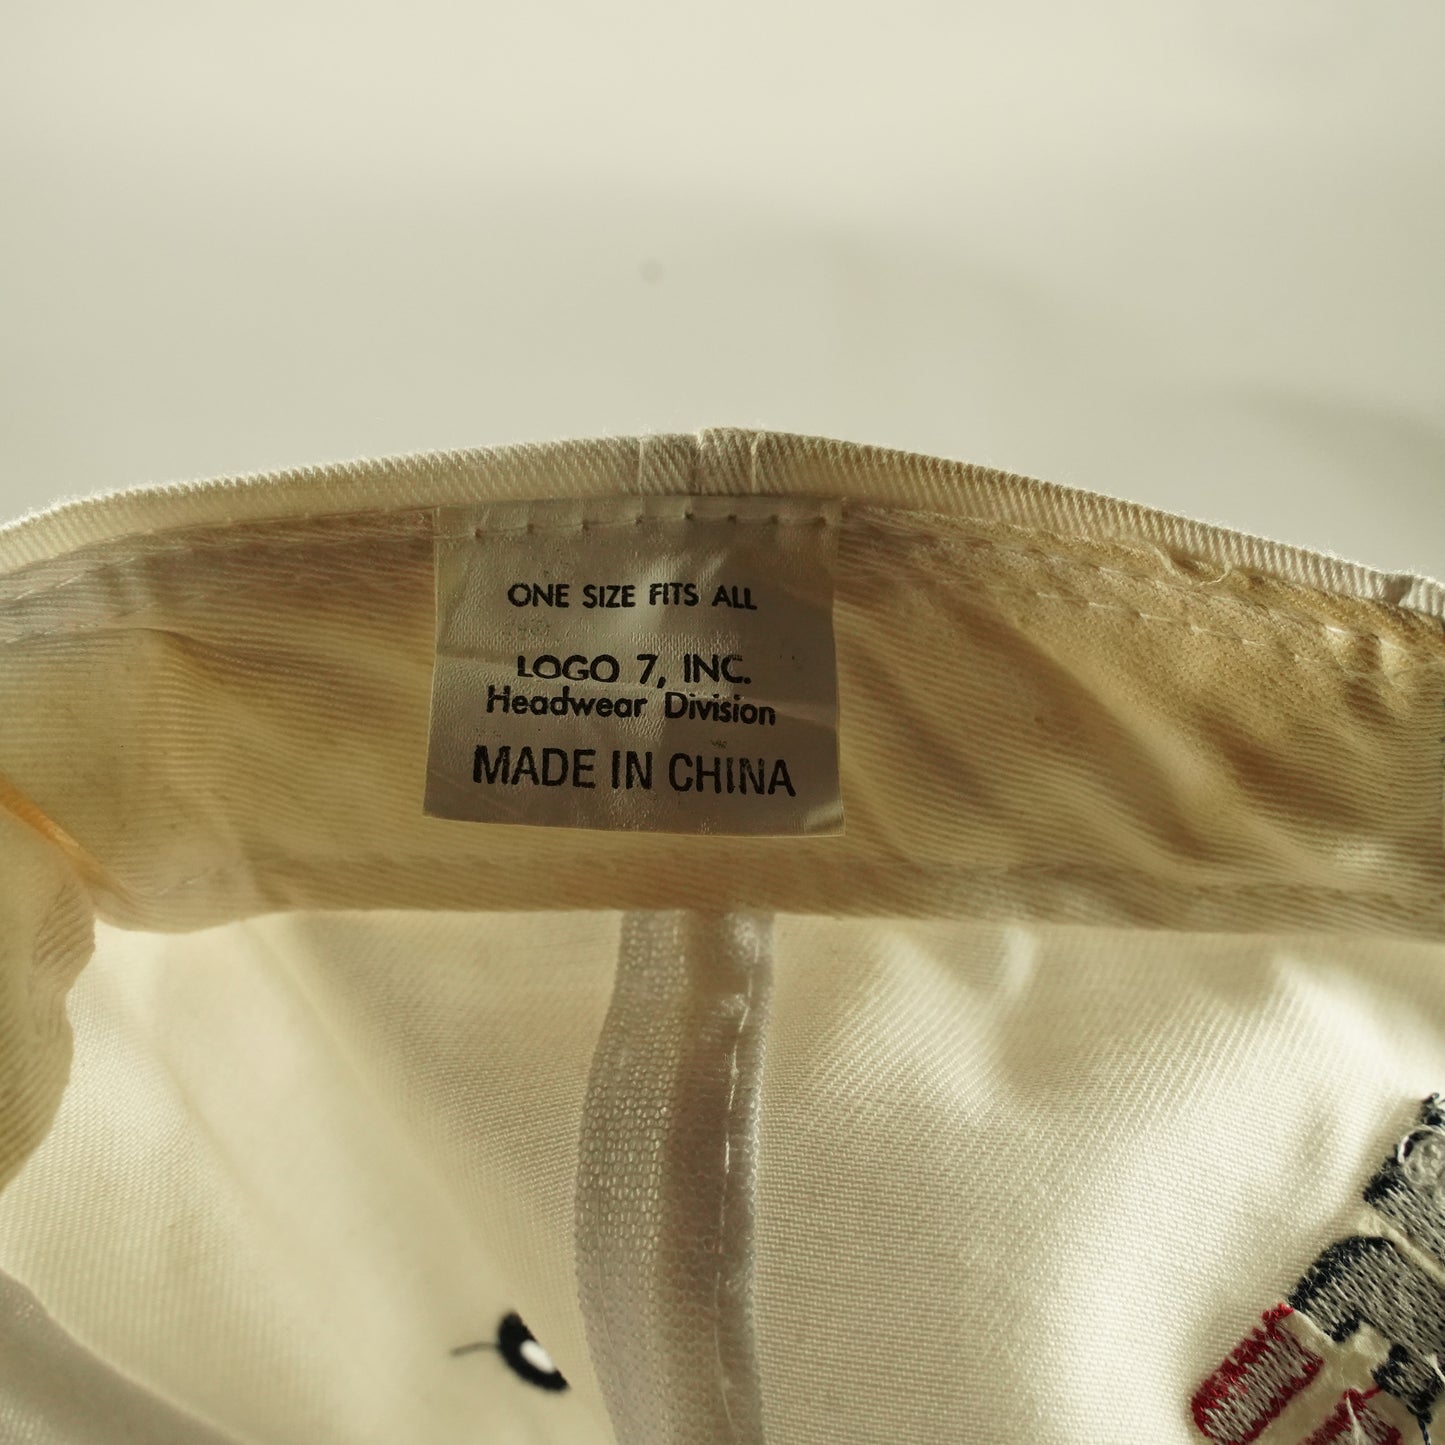 ONE SIZE FITS ALL
LOGO 7, INC.
Headwear Division
MADE IN CHINA